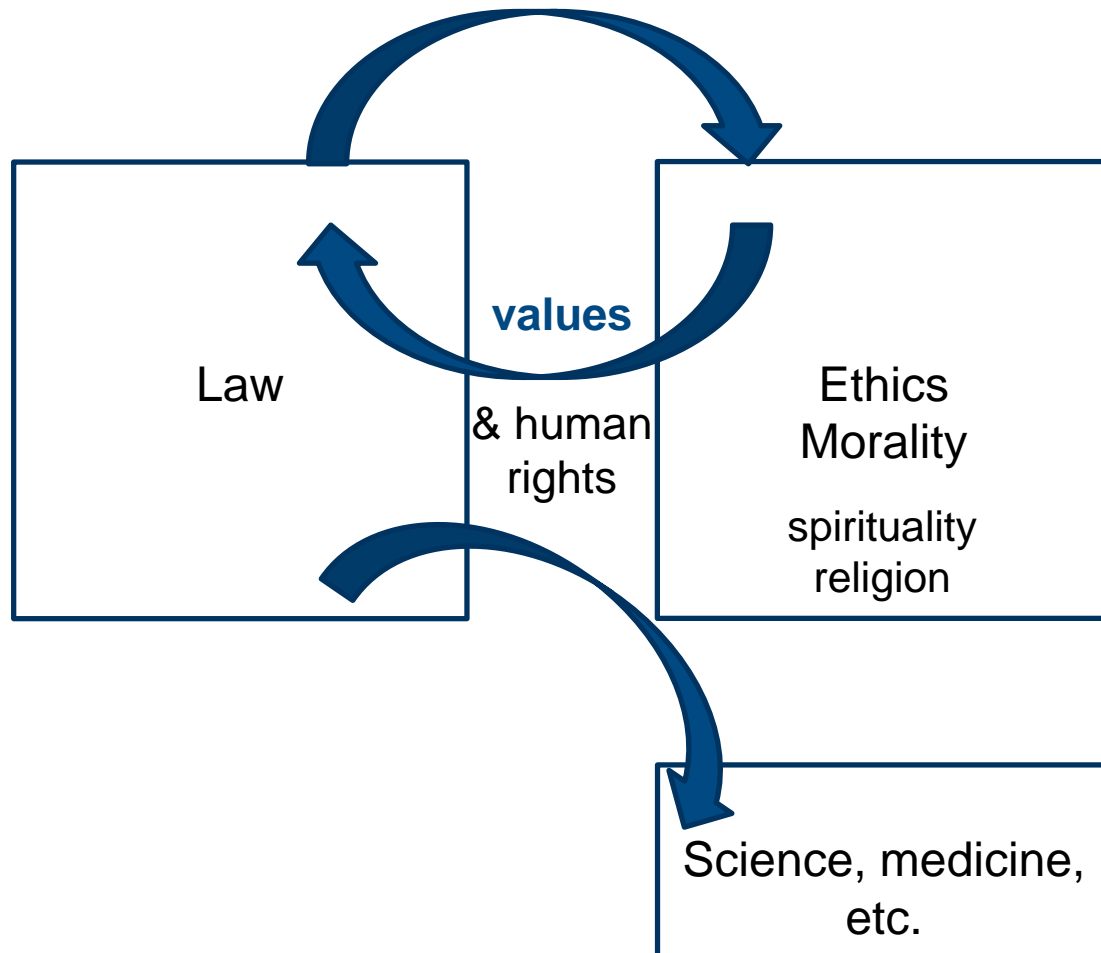 values
Law
& human
rights
Ethics
Morality
spirituality
religion
Science, medicine,
etc.